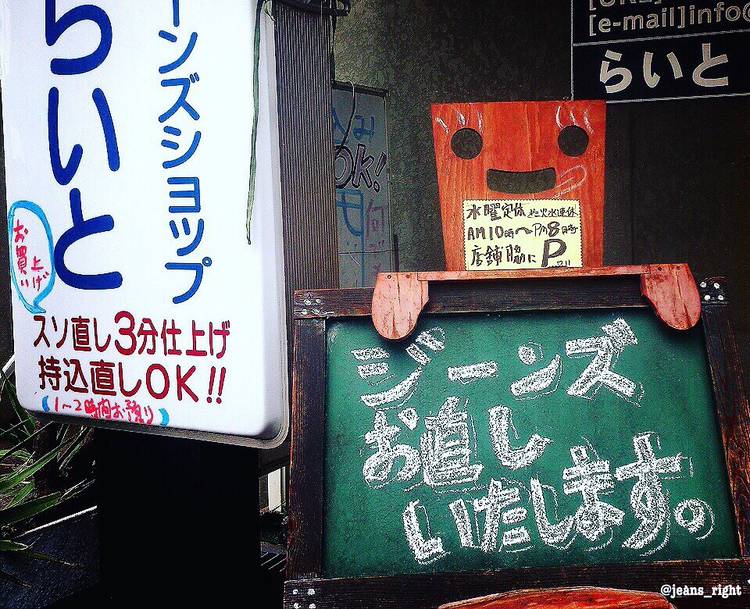 ジーンズショップ
らいと
お買い上げ
スソ直し3分仕上げ
持込直しOK!!
(1～2時間お預り)
OK!
[e-mail]info@
らいと
水曜定休
AM10時～PM8時
店舗脇にP
ジーンズ
お直し
いたします。
@jeans_right